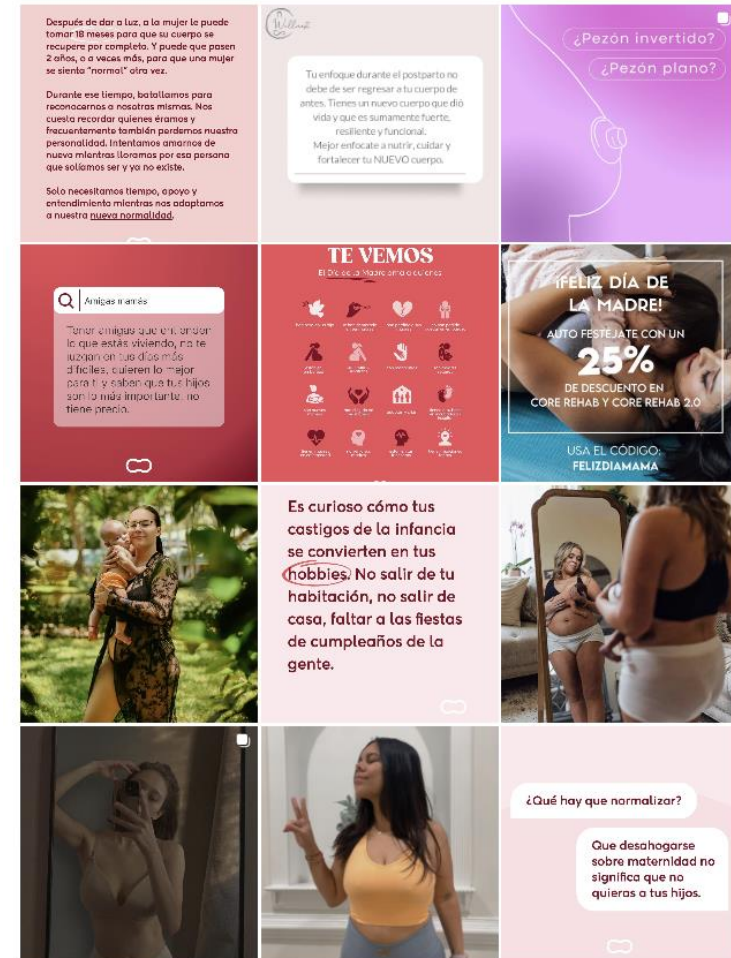 Después de dar a luz, a la mujer le puede
tomar 18 meses para que su cuerpo se
recupere por completo. Y puede que pasen
2 años, o a veces más, para que una mujer
se sienta "normal" otra vez.
Durante ese tiempo, batallamos para
reconocernos a nosotras mismas. Nos
cuesta recordar quienes éramos y
frecuentemente también perdemos nuestra
personalidad. Intentamos amarnos de
nuevo mientras lloramos por esa persona
que solíamos ser y ya no existe.
Solo necesitamos tiempo, apoyo y
entendimiento mientras nos adaptamos
a nuestra nueva normalidad.
Tu enfoque durante el postparto no
debe de ser regresar a tu cuerpo de
antes. Tienes un nuevo cuerpo que dió
vida y que es sumamente fuerte,
resiliente y funcional.
Mejor enfocate a nutrir, cuidar y
fortalecer tu NUEVO cuerpo.
¿Pezón invertido?
¿Pezón plano?
Amigas mamás
Tener amigas que entienden
lo que estás viviendo, no te
juzgan en tus días más
difíciles, quieren lo mejor
para ti y saben que tus hijos
son lo más importante, no
tiene precio.
TE VEMOS
El Día de la Madre
¡FELIZ DÍA DE
LA MADRE!
AUTO FESTÉJATE CON UN
25%
DE DESCUENTO EN
CORE REHAB Y CORE REHAB 2.0
USA EL CÓDIGO:
FELIZDIAMAMA
Es curioso cómo tus
castigos de la infancia
se convierten en tus
hobbies. No salir de tu
habitación, no salir de
casa, faltar a las fiestas
de cumpleaños de la
gente.
¿Qué hay que normalizar?
Que desahogarse
sobre maternidad no
significa que no
quieras a tus hijos.